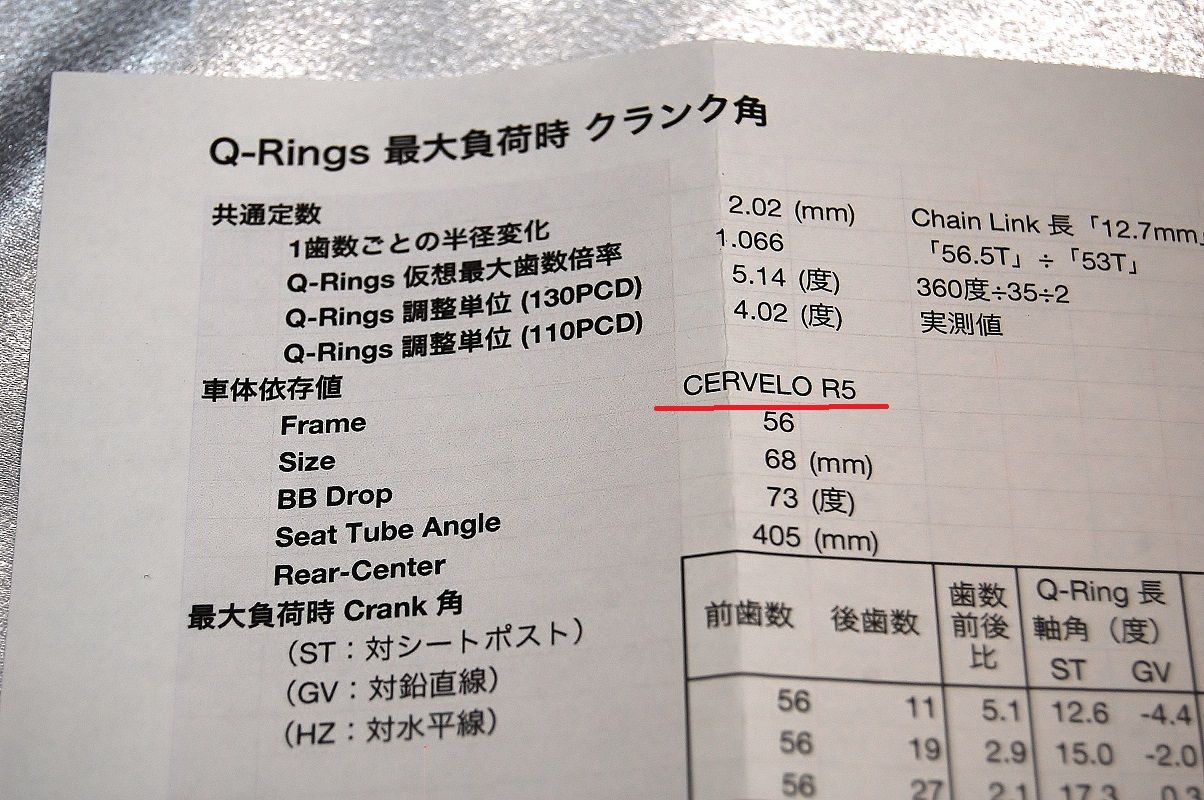 Q-Rings 最大負荷時 クランク角
共通定数
1歯数ごとの半径変化 2.02 (mm) Chain Link 長「12.7mm」
Q-Rings 仮想最大歯数倍率 1.066 「56.5T」÷「53T」
Q-Rings 調整単位 (130PCD) 5.14 (度) 360度÷35÷2
Q-Rings 調整単位 (110PCD) 4.02 (度) 実測値
車体依存値
Frame CERVELO R5
Size 56
BB Drop 68 (mm)
Seat Tube Angle 73 (度)
Rear-Center 405 (mm)
最大負荷時 Crank 角
（ST：対シートポスト）
（GV：対鉛直線）
（HZ：対水平線）
前歯数 後歯数 歯数前後比 Q-Ring 長軸角（度）
ST GV
56 11 5.1 12.6 -4.4
56 19 2.9 15.0 -2.0
56 27 2.1 17.3 0.3